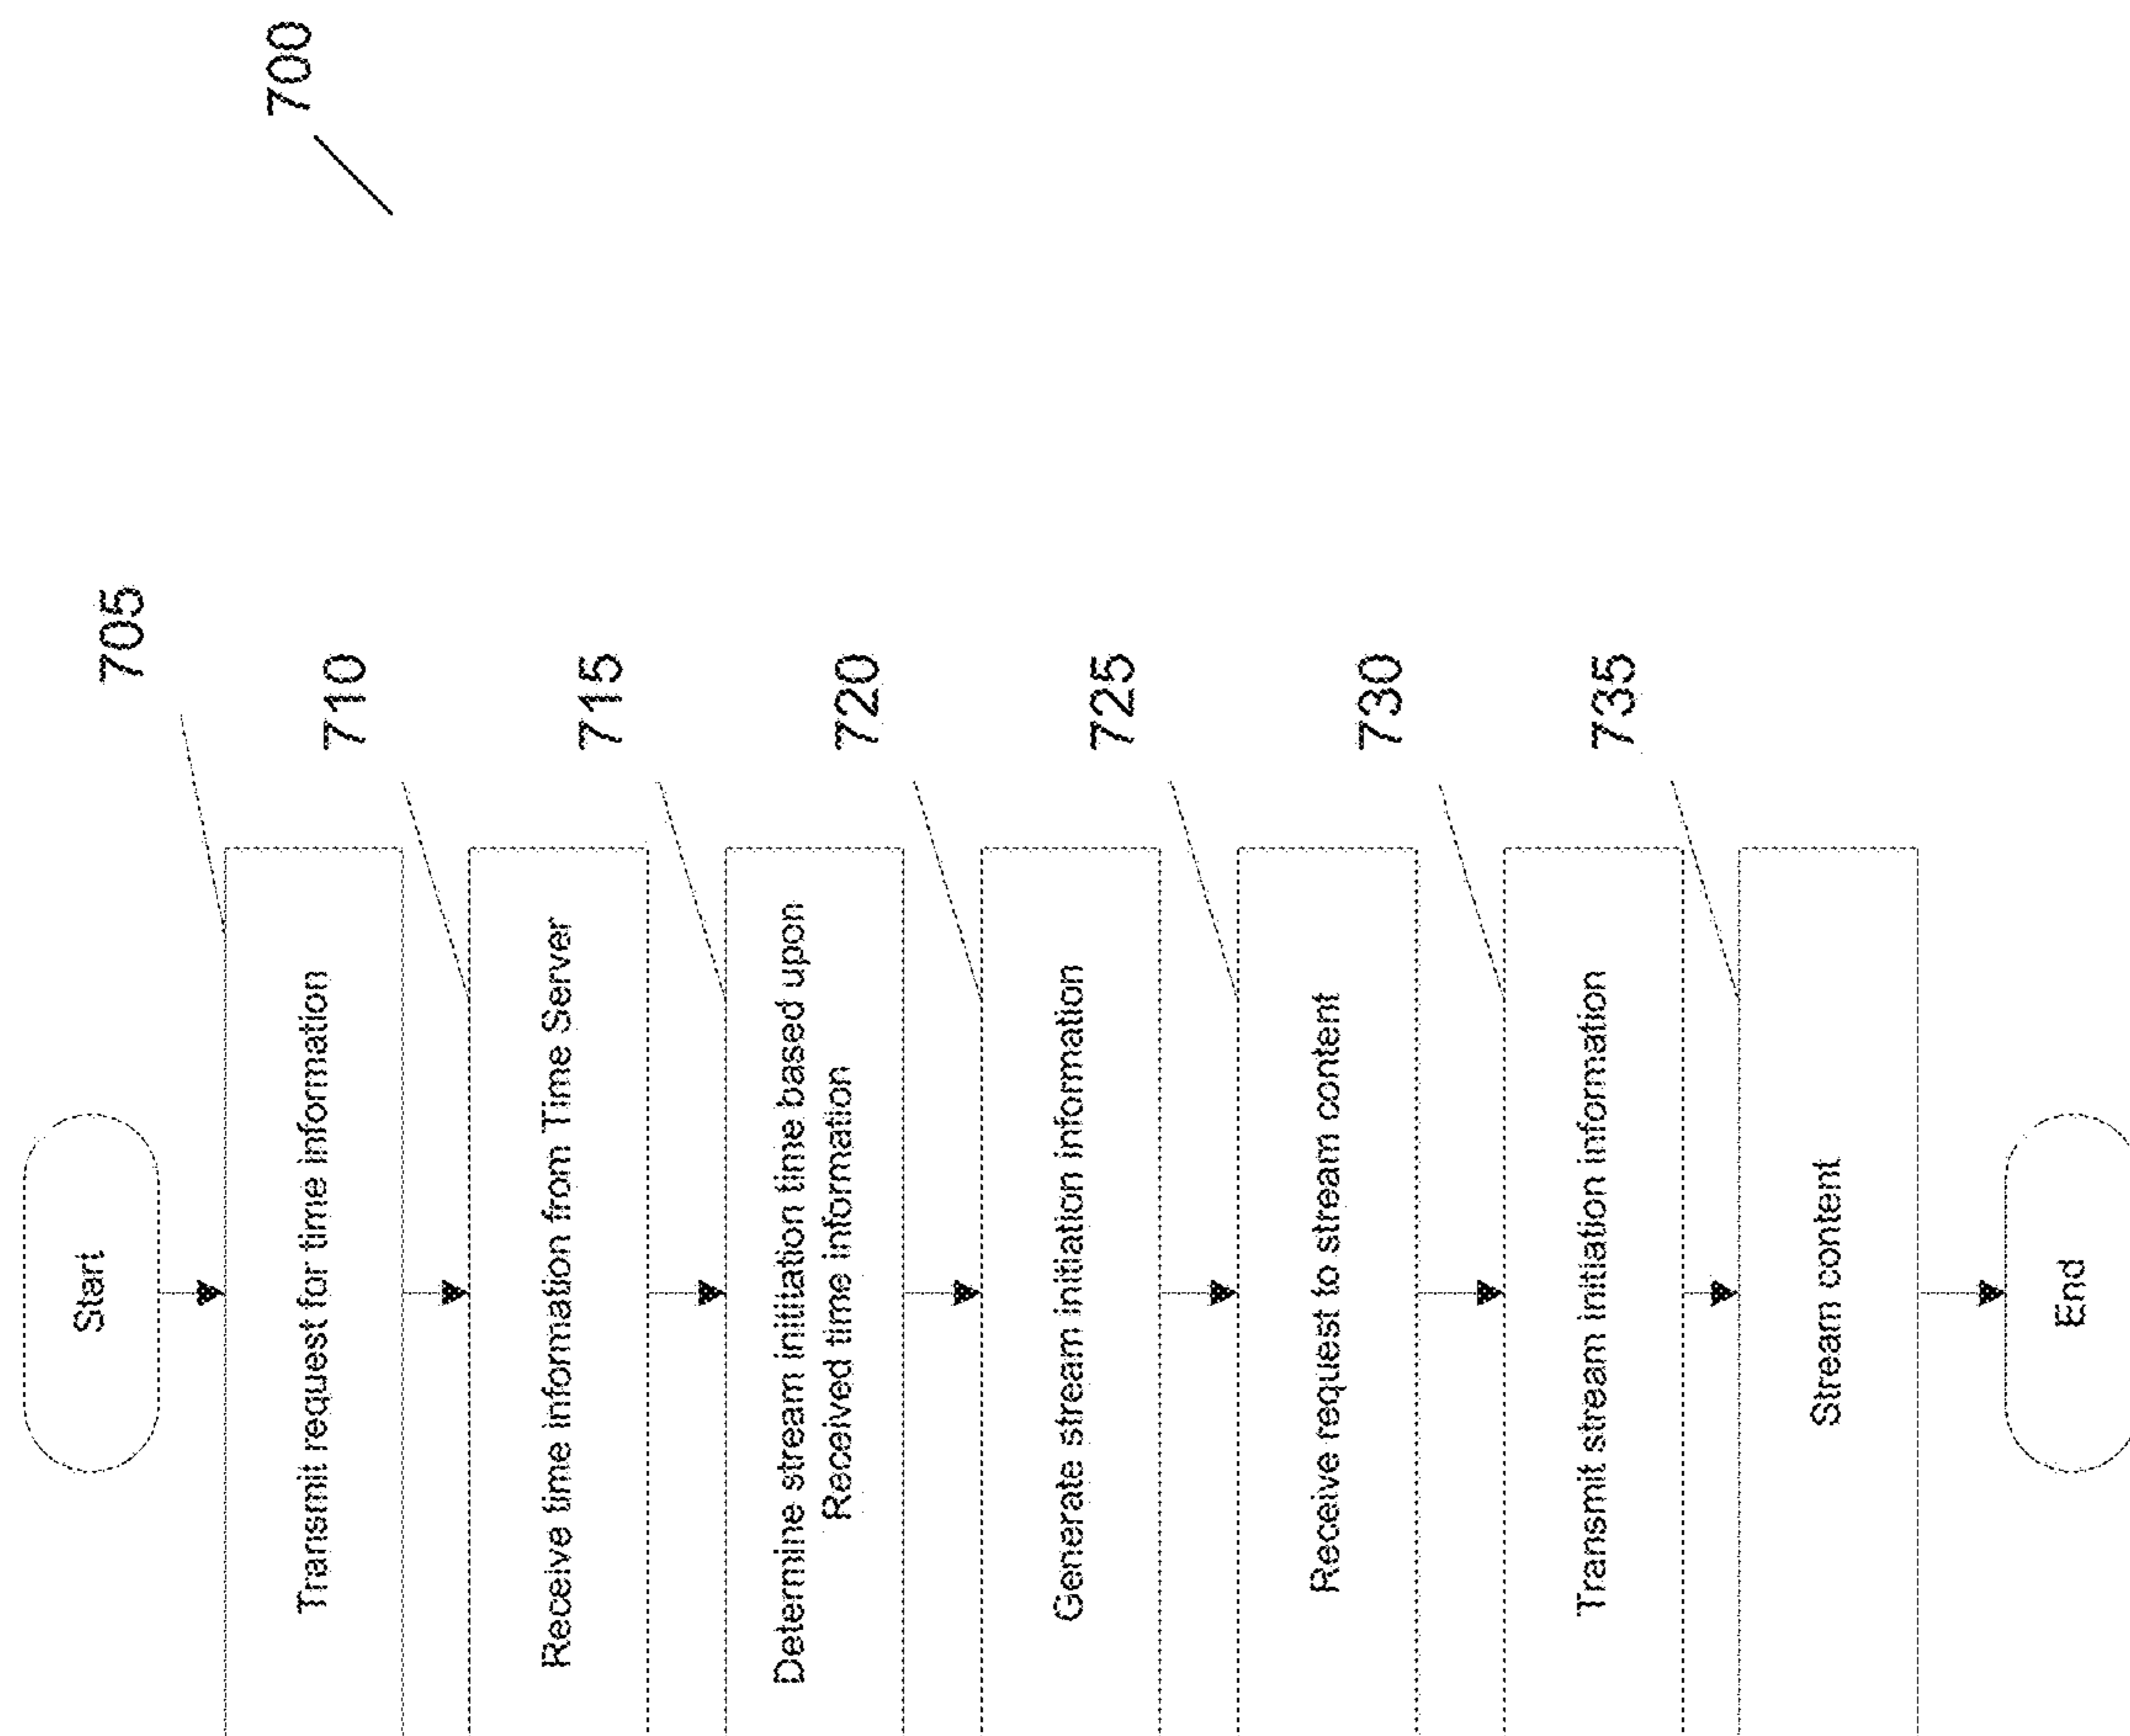 700
Start
705
Transmit request for time information
710
Receive time information from Time Server
715
Determine stream initiation time based upon
Received time information
720
Generate stream initiation information
725
Receive request to stream content
730
Transmit stream initiation information
735
Stream content
End